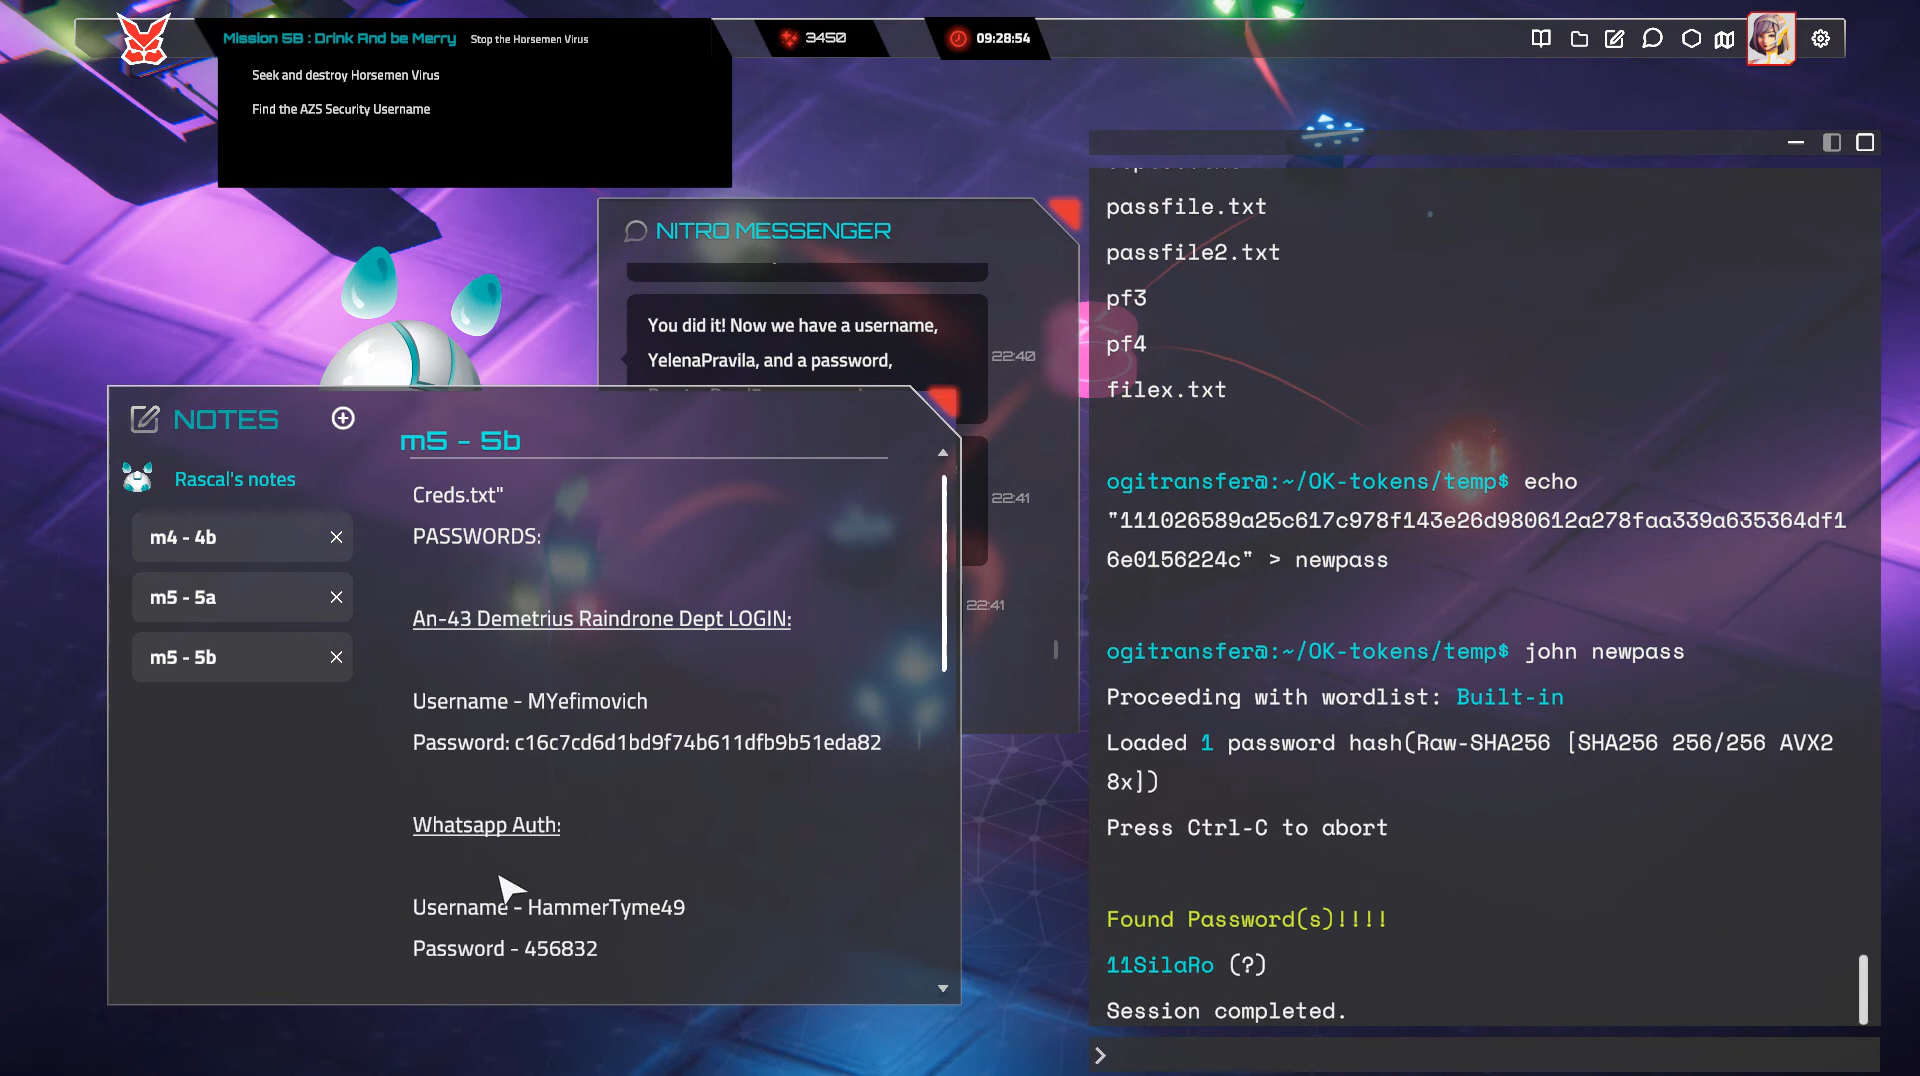 Mission 5B : Drink And be Merry Stop the Horsemen Virus
Seek and destroy Horsemen Virus
Find the AZS Security Username
3450
09:28:54
NITRO MESSENGER
You did it! Now we have a username,
YelenaPravila, and a password,
22:40
22:41
22:41
NOTES
Rascal's notes
m4 - 4b
m5 - 5a
m5 - 5b
m5 - 5b
Creds.txt"
PASSWORDS:
An-43 Demetrius Raindrone Dept LOGIN:
Username - MYefimovich
Password: c16c7cd6d1bd9f74b611dfb9b51eda82
Whatsapp Auth:
Username - HammerTyme49
Password - 456832
passfile.txt
passfile2.txt
pf3
pf4
filex.txt
ogitransfer@:~/OK-tokens/temp$ echo
"111026589a25c617c978f143e26d980612a278faa339a635364df1
6e0156224c" > newpass
ogitransfer@:~/OK-tokens/temp$ john newpass
Proceeding with wordlist: Built-in
Loaded 1 password hash(Raw-SHA256 [SHA256 256/256 AVX2
8x])
Press Ctrl-C to abort
Found Password(s)!!!!
11SilaRo (?)
Session completed.
>